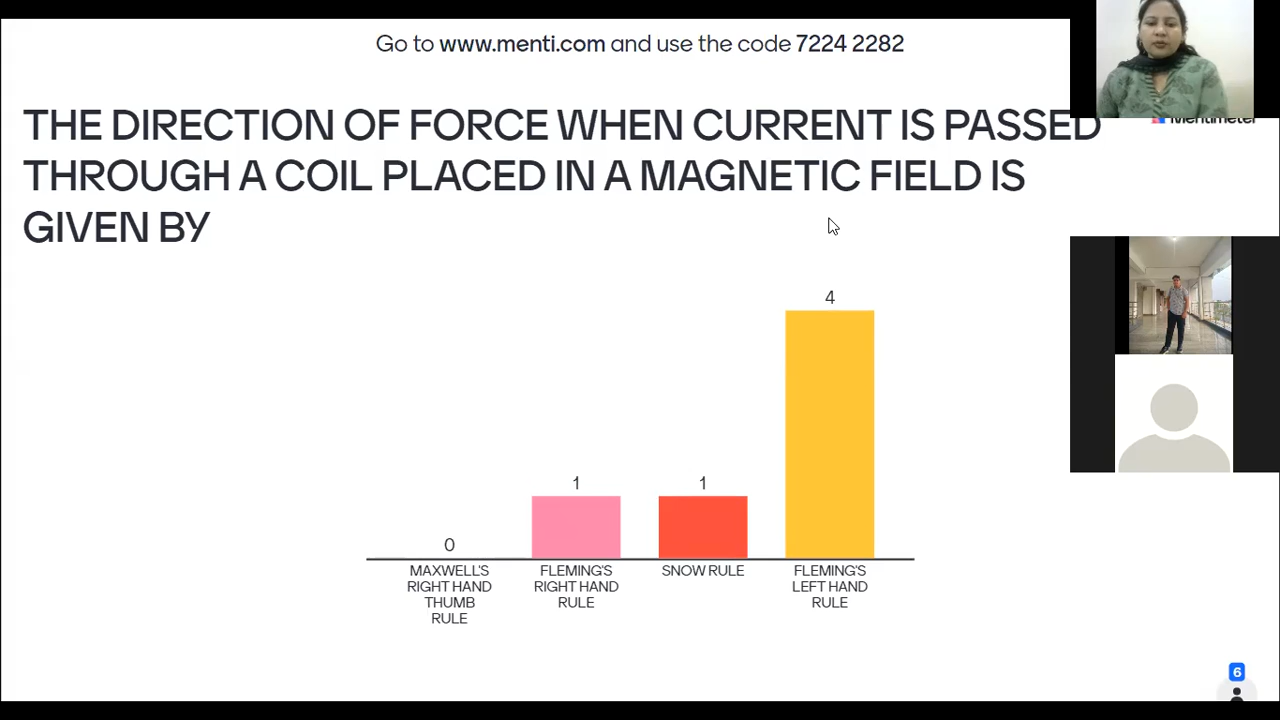 Go to www.menti.com and use the code 7224 2282
Mentimeter
THE DIRECTION OF FORCE WHEN CURRENT IS PASSED
THROUGH A COIL PLACED IN A MAGNETIC FIELD IS
GIVEN BY
4
1
1
0
MAXWELL'S
RIGHT HAND
THUMB
RULE
FLEMING'S
RIGHT HAND
RULE
SNOW RULE
FLEMING'S
LEFT HAND
RULE
6